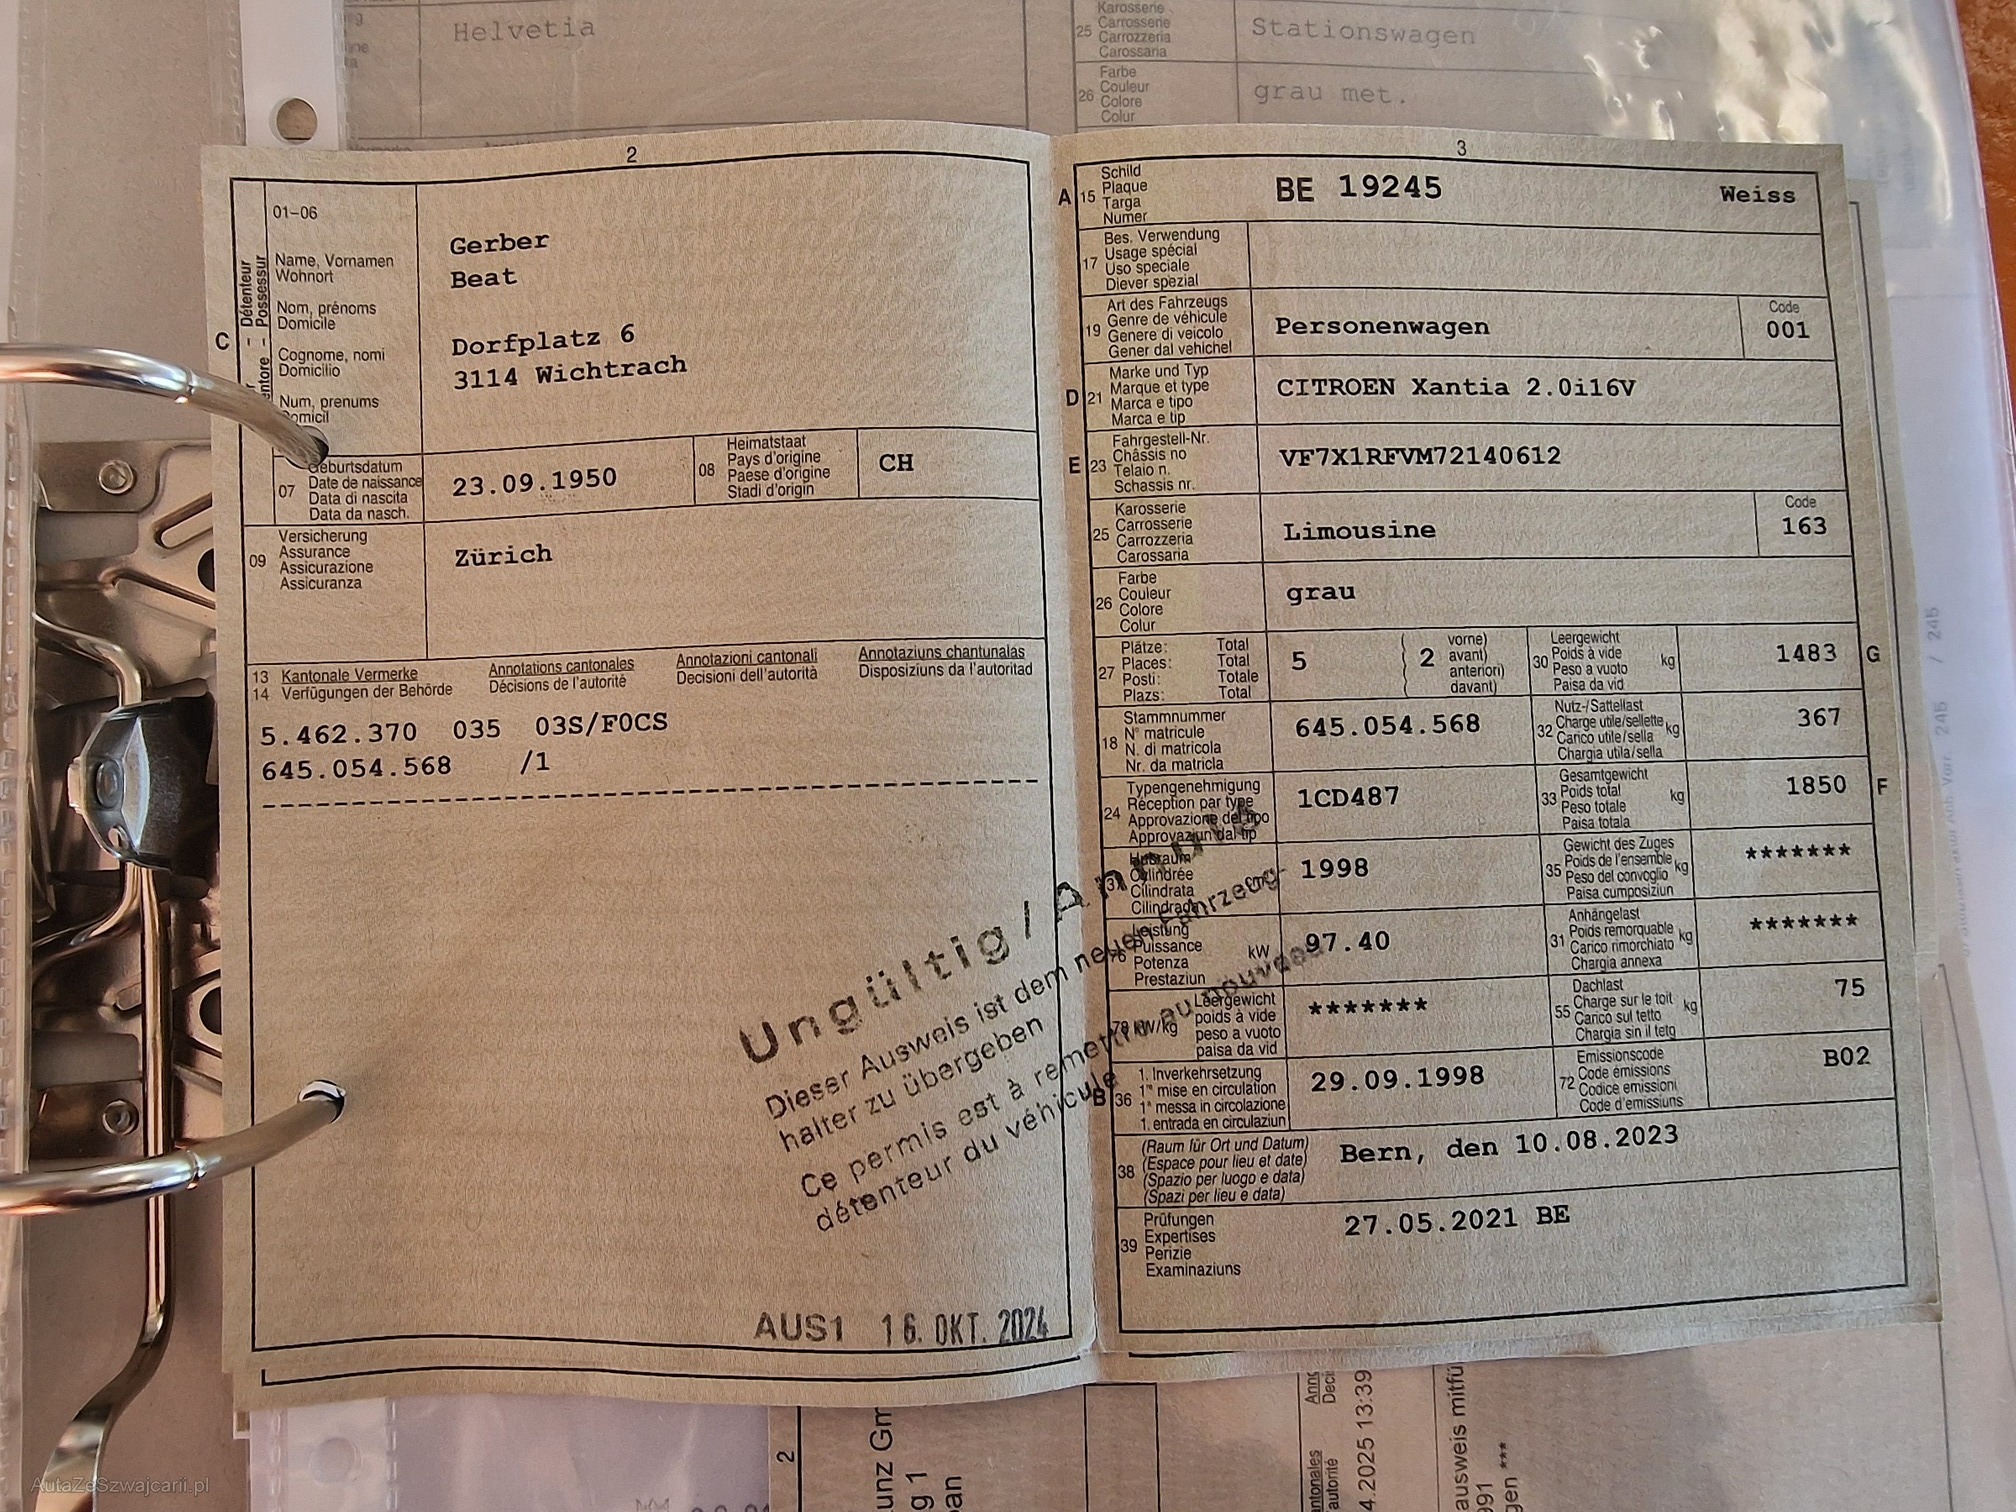 Helvetia
25
Karosserie
Carrosserie
Carrozzeria
Carossaria
Stationswagen
26
Farbe
Couleur
Colore
Colur
grau met.
2
C
Détenteur
Possessur
01-06
Name, Vornamen
Wohnort
Nom, prénoms
Domicile
Cognome, nomi
Domicilio
Num, prenums
Domicil
Gerber
Beat
Dorfplatz 6
3114 Wichtrach
07
Geburtsdatum
Date de naissance
Data di nascita
Data da nasch.
23.09.1950
08
Heimatstaat
Pays d'origine
Paese d'origine
Stadi d'origin
CH
09
Versicherung
Assurance
Assicurazione
Assicuranza
Zürich
13 Kantonale Vermerke Annotations cantonales Annotazioni cantonali Annotaziuns chantunalas
14 Verfügungen der Behörde Décisions de l'autorité Decisioni dell'autorità Disposiziuns da l'autoritad
5.462.370 035 03S/F0CS
645.054.568 /1
Ungültig / Annulé
Dieser Ausweis ist dem neuen Fahrzeug-
halter zu übergeben
Ce permis est à remettre au nouveau
détenteur du véhicule
AUS1 16. OKT. 2024
3
A
15
Schild
Plaque
Targa
Numer
BE 19245 Weiss
17
Bes. Verwendung
Usage spécial
Uso speciale
Diever spezial
19
Art des Fahrzeugs
Genre de véhicule
Genere di veicolo
Gener dal vehichel
Personenwagen
Code
001
D
21
Marke und Typ
Marque et type
Marca e tipo
Marca e tip
CITROEN Xantia 2.0i16V
E
23
Fahrgestell-Nr.
Châssis no
Telaio n.
Schassis nr.
VF7X1RFVM72140612
25
Karosserie
Carrosserie
Carrozzeria
Carossaria
Limousine
Code
163
26
Farbe
Couleur
Colore
Colur
grau
27
Plätze: Total
Places: Total
Posti: Totale
Plazs: Total
5
2
vorne)
avant)
anteriori)
davant)
30
Leergewicht
Poids à vide
Peso a vuoto
Paisa da vid
kg
1483
G
18
Stammnummer
N° matricule
N. di matricola
Nr. da matricla
645.054.568
32
Nutz-/Sattellast
Charge utile/sellette
Carico utile/sella
Chargia utila/sella
kg
367
24
Typengenehmigung
Réception par type
Approvazione del tipo
Approvaziun dal tip
1CD487
33
Gesamtgewicht
Poids total
Peso totale
Paisa totala
kg
1850
F
37
Hubraum
Cylindrée
Cilindrata
Cilindrada
1998
35
Gewicht des Zuges
Poids de l'ensemble
Peso del convoglio
Paisa cumposiziun
kg
*******
76
Leistung
Puissance
Potenza
Prestaziun
kW
97.40
31
Anhängelast
Poids remorquable
Carico rimorchiato
Chargia annexa
kg
*******
78 kW/kg
Leergewicht
poids à vide
peso a vuoto
paisa da vid
*******
55
Dachlast
Charge sur le toit
Carico sul tetto
Chargia sin il tetg
kg
75
B
36
1. Inverkehrsetzung
1re mise en circulation
1a messa in circolazione
1. entrada en circulaziun
29.09.1998
72
Emissionscode
Code émissions
Codice emissioni
Code d'emissiuns
B02
38
(Raum für Ort und Datum)
(Espace pour lieu et date)
(Spazio per luogo e data)
(Spazi per lieu e data)
Bern, den 10.08.2023
39
Prüfungen
Expertises
Perizie
Examinaziuns
27.05.2021 BE
245 / 245
2
4.2025 13:39
ausweis mitfü
AutaZeSzwajcarii.pl